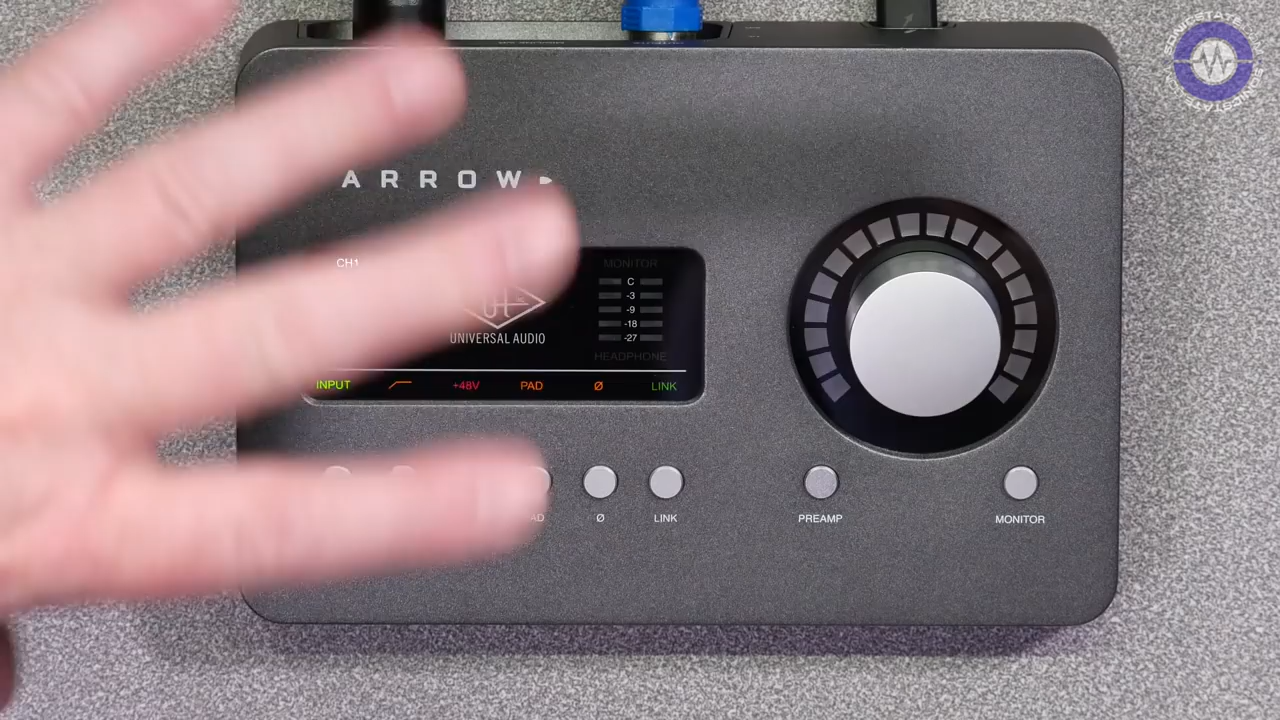 ARROW
CH1
MONITOR
C
-3
-9
-18
-27
UNIVERSAL AUDIO
HEADPHONE
INPUT
+48V
PAD
Ø
LINK
Ø
LINK
PREAMP
MONITOR